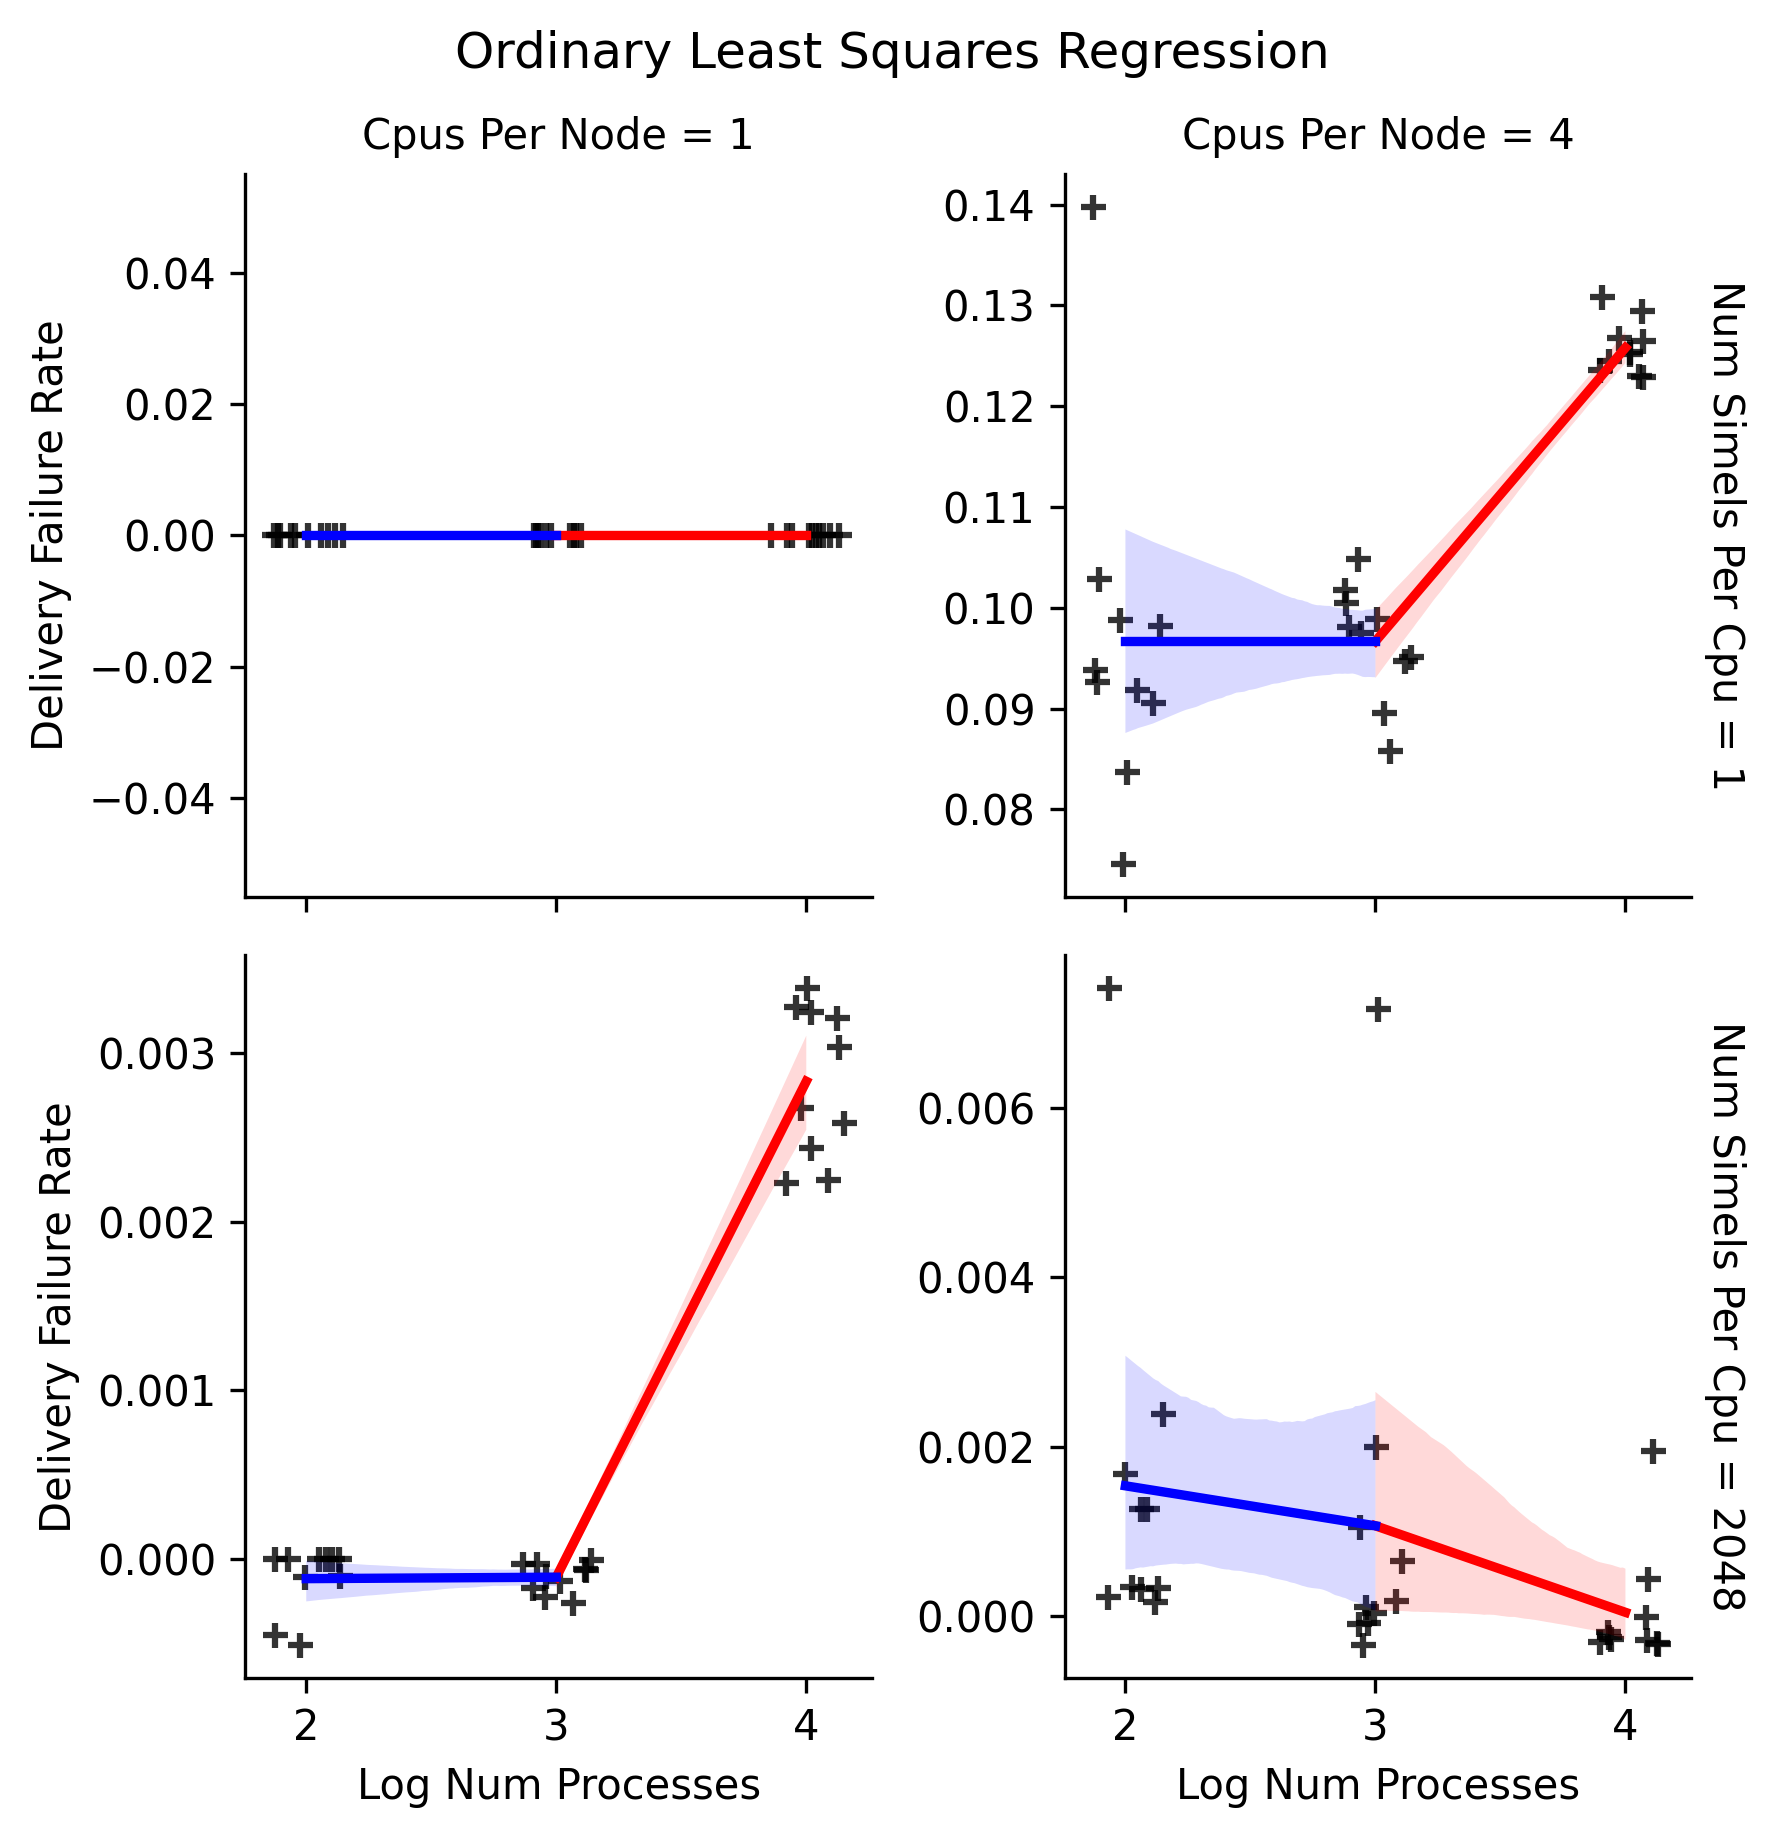 Ordinary Least Squares Regression
Cpus Per Node = 1
Cpus Per Node = 4
Delivery Failure Rate
0.04
0.02
0.00
−0.02
−0.04
0.14
0.13
0.12
0.11
0.10
0.09
0.08
Num Simels Per Cpu = 1
Delivery Failure Rate
0.003
0.002
0.001
0.000
2
3
4
Log Num Processes
0.006
0.004
0.002
0.000
2
3
4
Log Num Processes
Num Simels Per Cpu = 2048